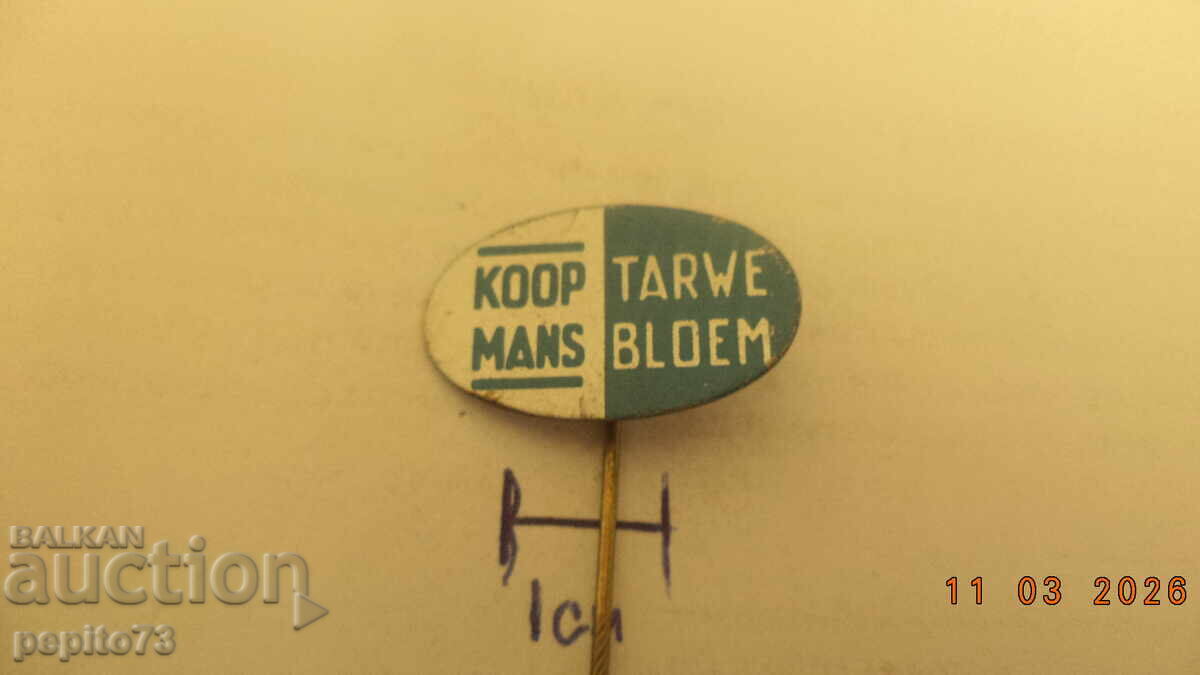 KOOP
MANS
TARWE
BLOEM
1cm
BALKAN
auction
pepito73
11 03 2026